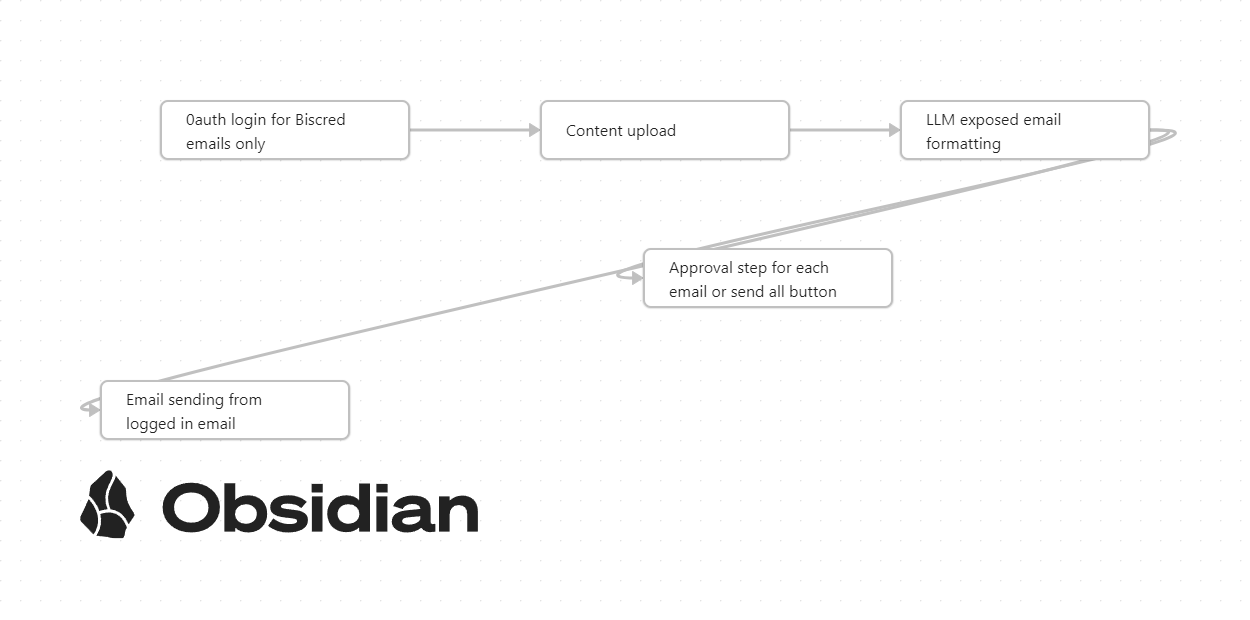 0auth login for Biscred
emails only
Content upload
LLM exposed email
formatting
Approval step for each
email or send all button
Email sending from
logged in email
Obsidian